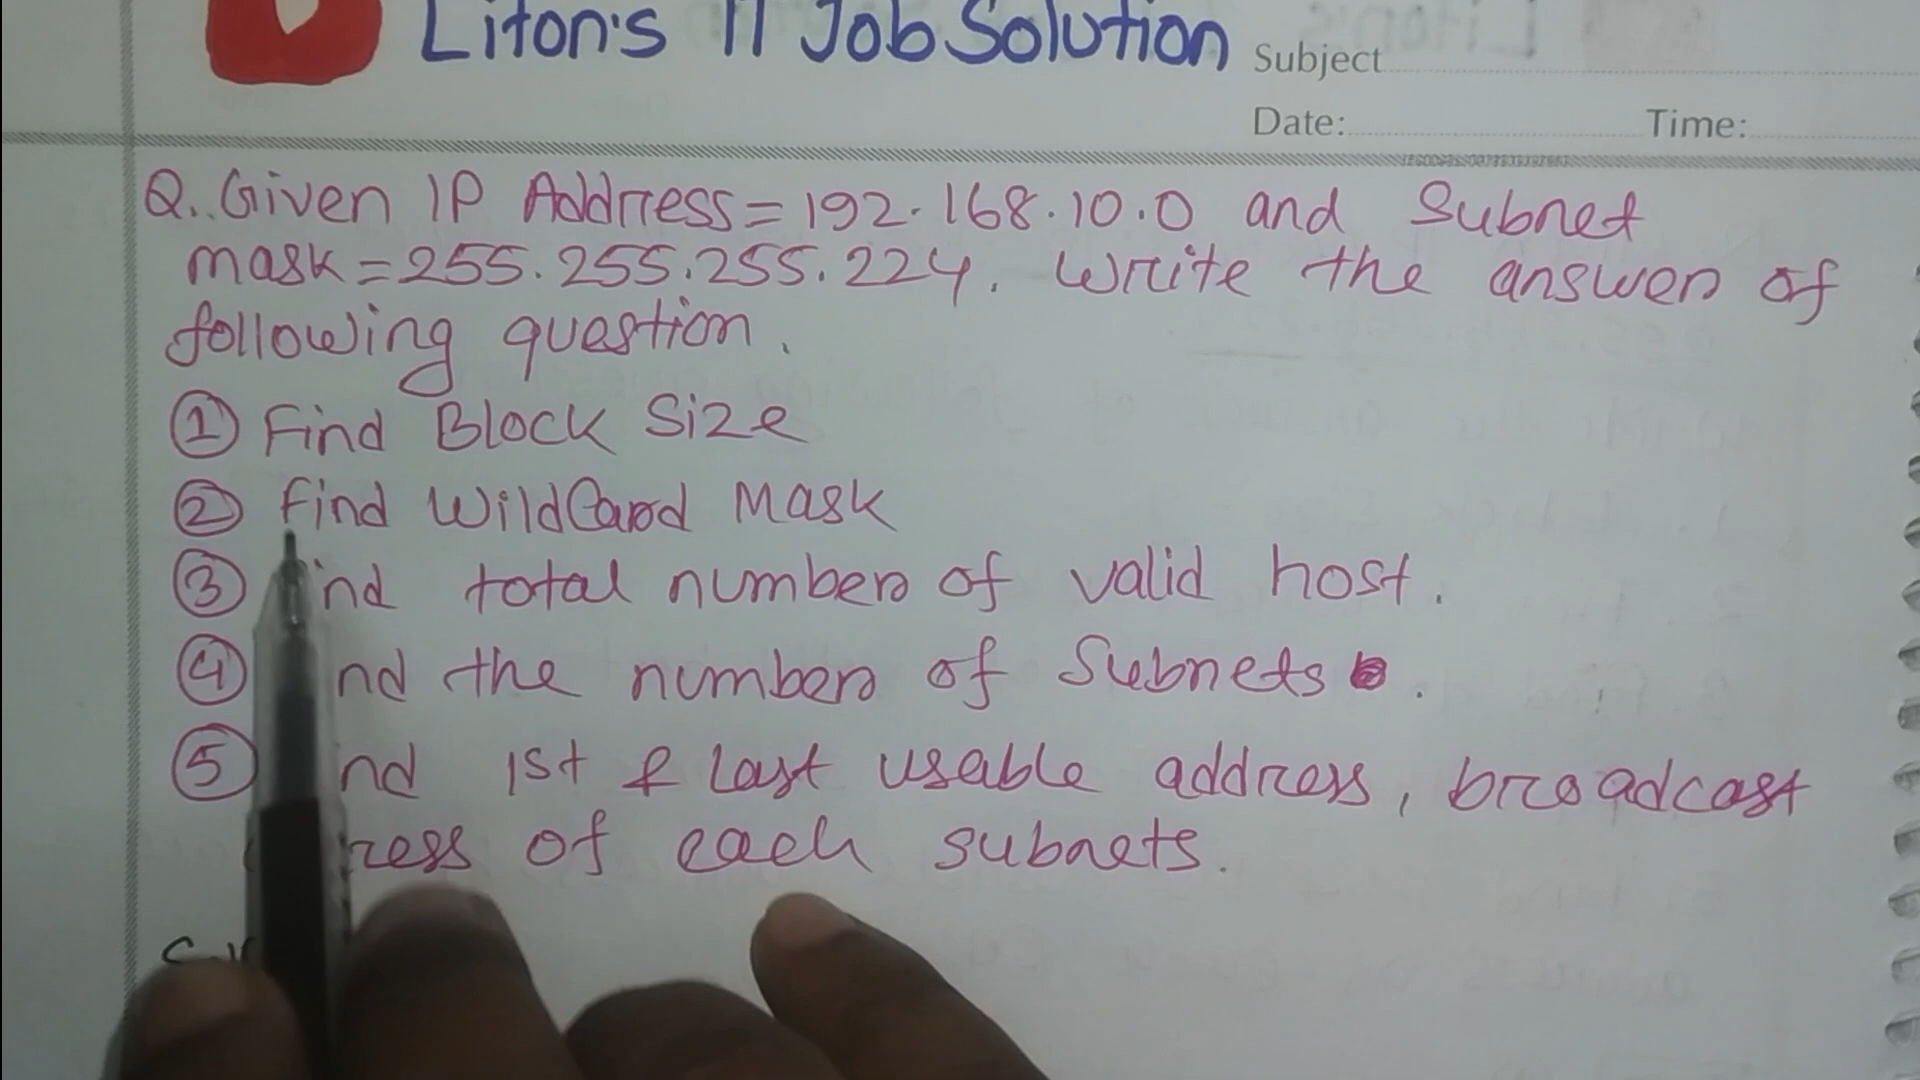 Liton's IT Job Solution
Subject
Date: Time:
Q. Given IP Address = 192.168.10.0 and Subnet
mask = 255.255.255.224. Write the answer of
following question.
① Find Block Size
② Find WildCard Mask
③ ind total number of valid host.
④ nd the number of Subnets .
⑤ nd 1st & Last usable address, broadcast
ress of each subnets.